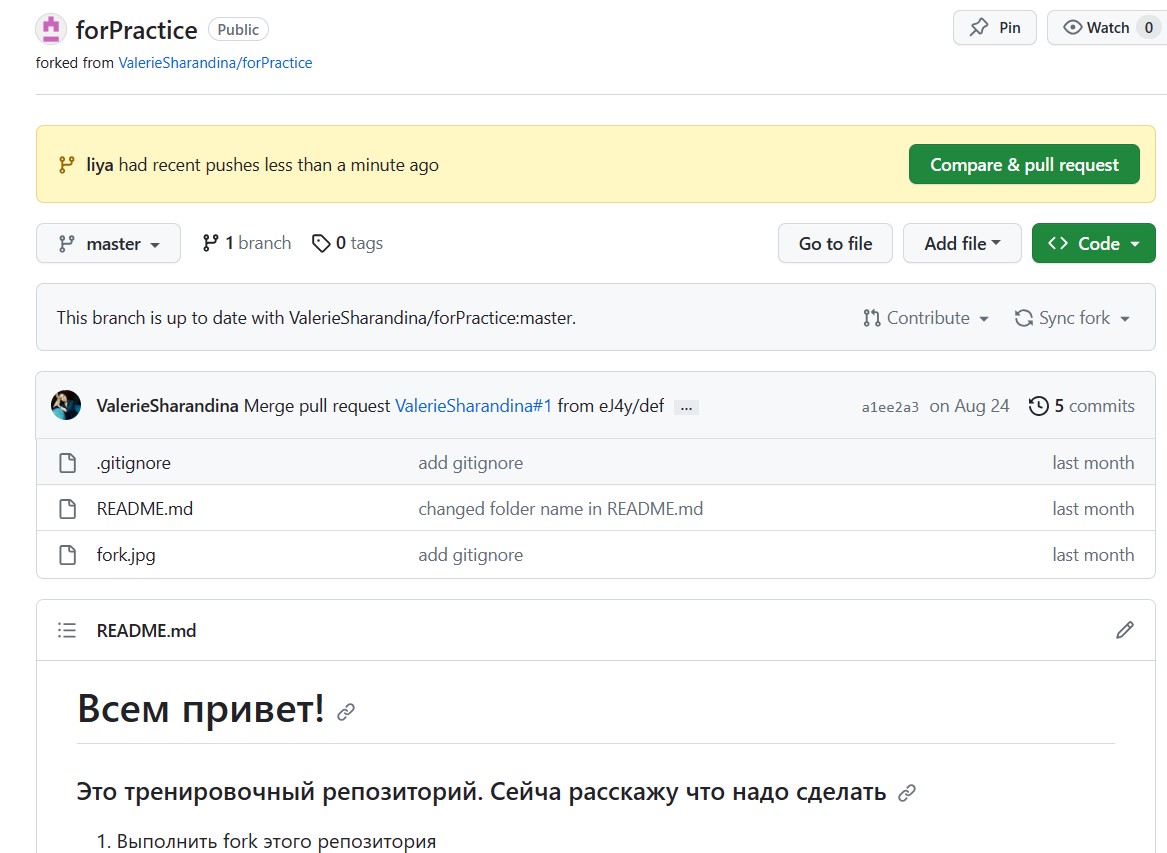 forPractice Public Pin Watch 0
forked from ValerieSharandina/forPractice
liya had recent pushes less than a minute ago Compare & pull request
master 1 branch 0 tags Go to file Add file Code
This branch is up to date with ValerieSharandina/forPractice:master. Contribute Sync fork
ValerieSharandina Merge pull request ValerieSharandina#1 from eJ4y/def ... a1ee2a3 on Aug 24 5 commits
.gitignore add gitignore last month
README.md changed folder name in README.md last month
fork.jpg add gitignore last month
README.md
Всем привет!
Это тренировочный репозиторий. Сейча расскажу что надо сделать
1. Выполнить fork этого репозитория